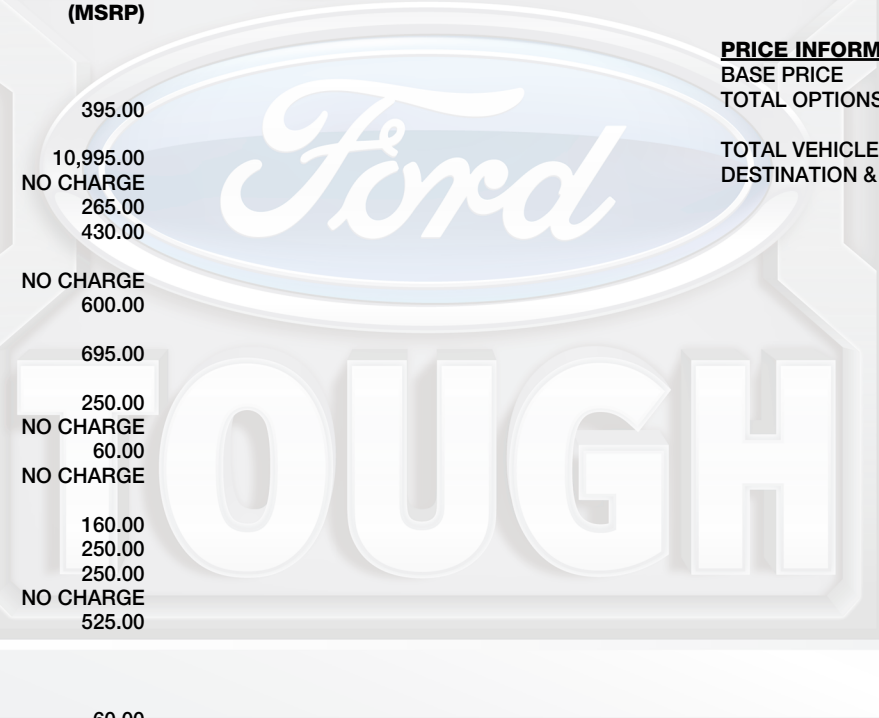 (MSRP)
395.00
10,995.00
NO CHARGE
265.00
430.00
NO CHARGE
600.00
695.00
250.00
NO CHARGE
60.00
NO CHARGE
160.00
250.00
250.00
NO CHARGE
525.00
60.00
PRICE INFORM
BASE PRICE
TOTAL OPTIONS
TOTAL VEHICLE
DESTINATION &
Ford
TOUGH